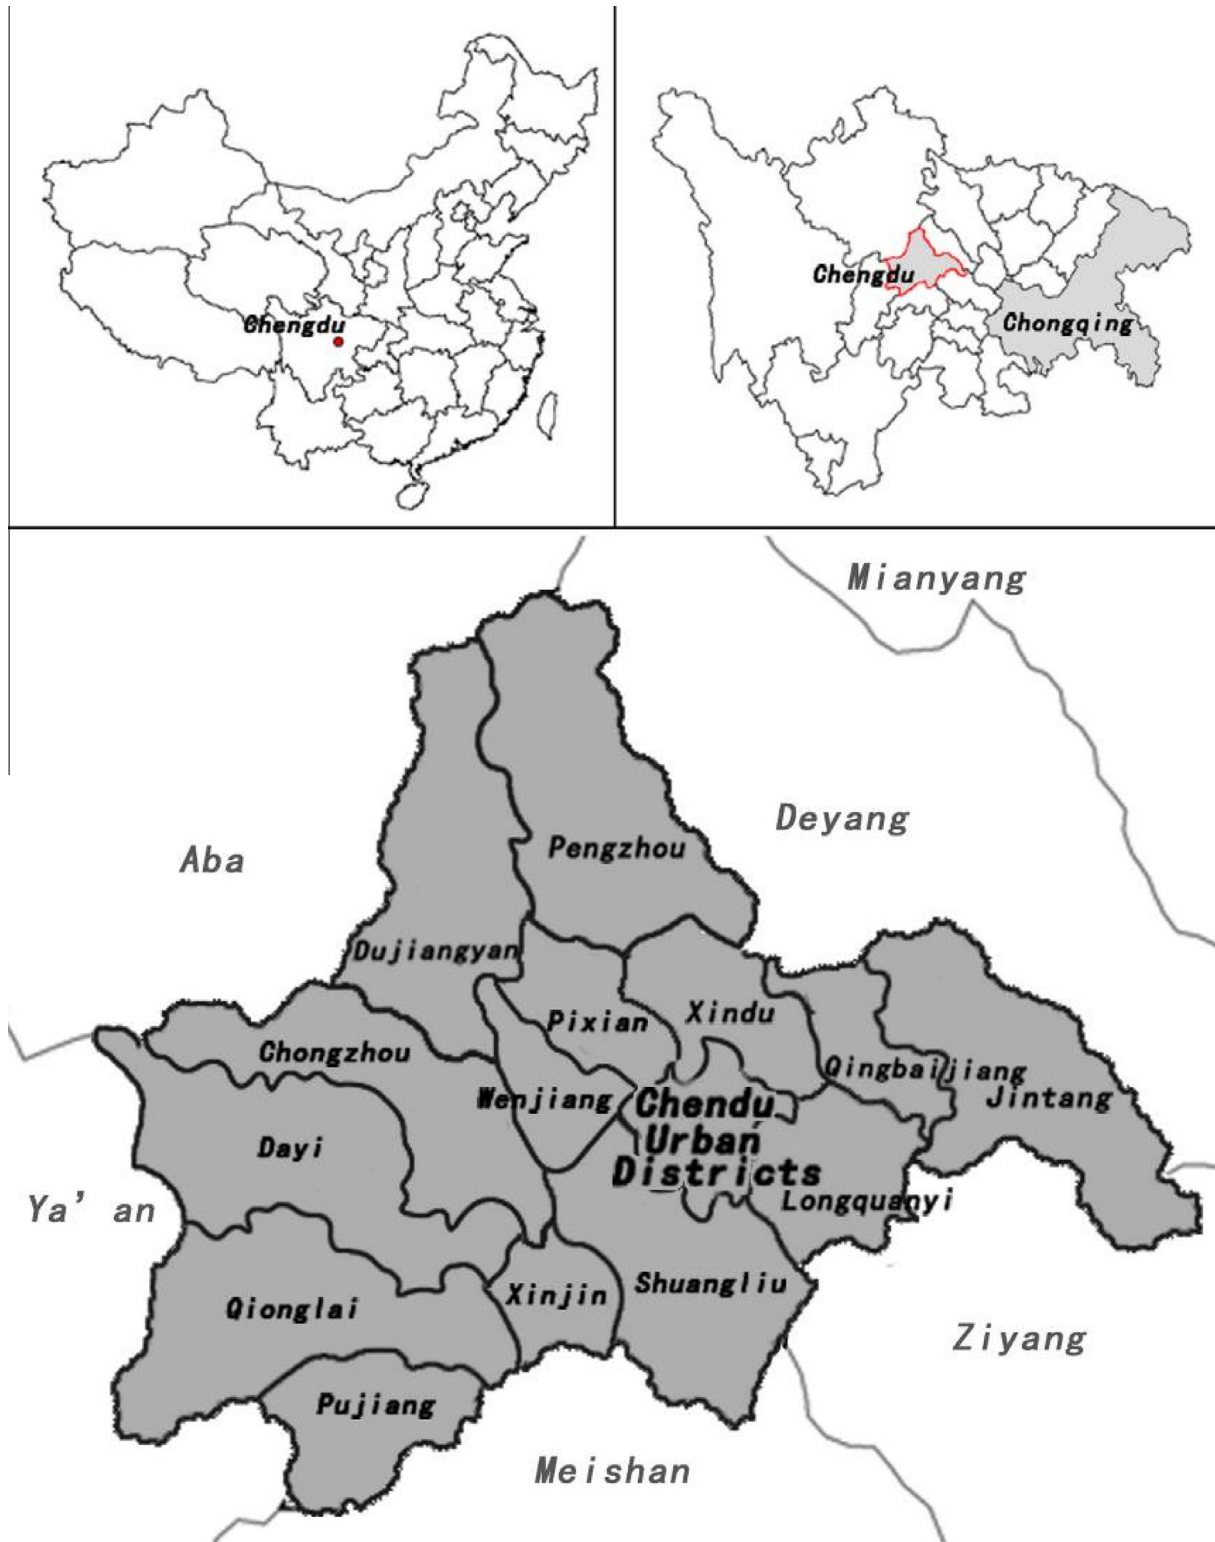 Chengdu
Chengdu
Chongqing
Mianyang
Deyang
Aba
Pengzhou
Dujiangyan
Pixian
Xindu
Chongzhou
Qingbaijiang
Wenjiang
Jintang
Chendu
Urban
Districts
Dayi
Longquanyi
Ya' an
Shuangliu
Xinjin
Qionglai
Ziyang
Pujiang
Meishan